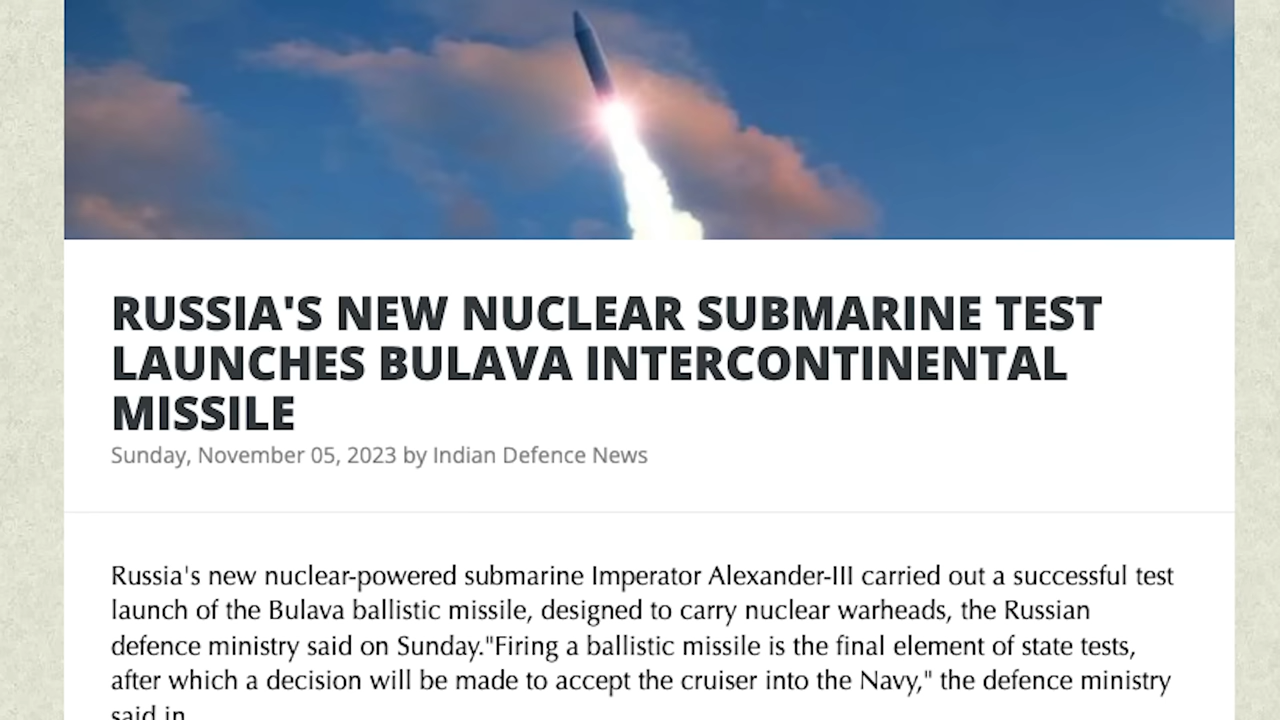 RUSSIA'S NEW NUCLEAR SUBMARINE TEST
LAUNCHES BULAVA INTERCONTINENTAL
MISSILE
Sunday, November 05, 2023 by Indian Defence News
Russia's new nuclear-powered submarine Imperator Alexander-III carried out a successful test
launch of the Bulava ballistic missile, designed to carry nuclear warheads, the Russian
defence ministry said on Sunday."Firing a ballistic missile is the final element of state tests,
after which a decision will be made to accept the cruiser into the Navy," the defence ministry
said in